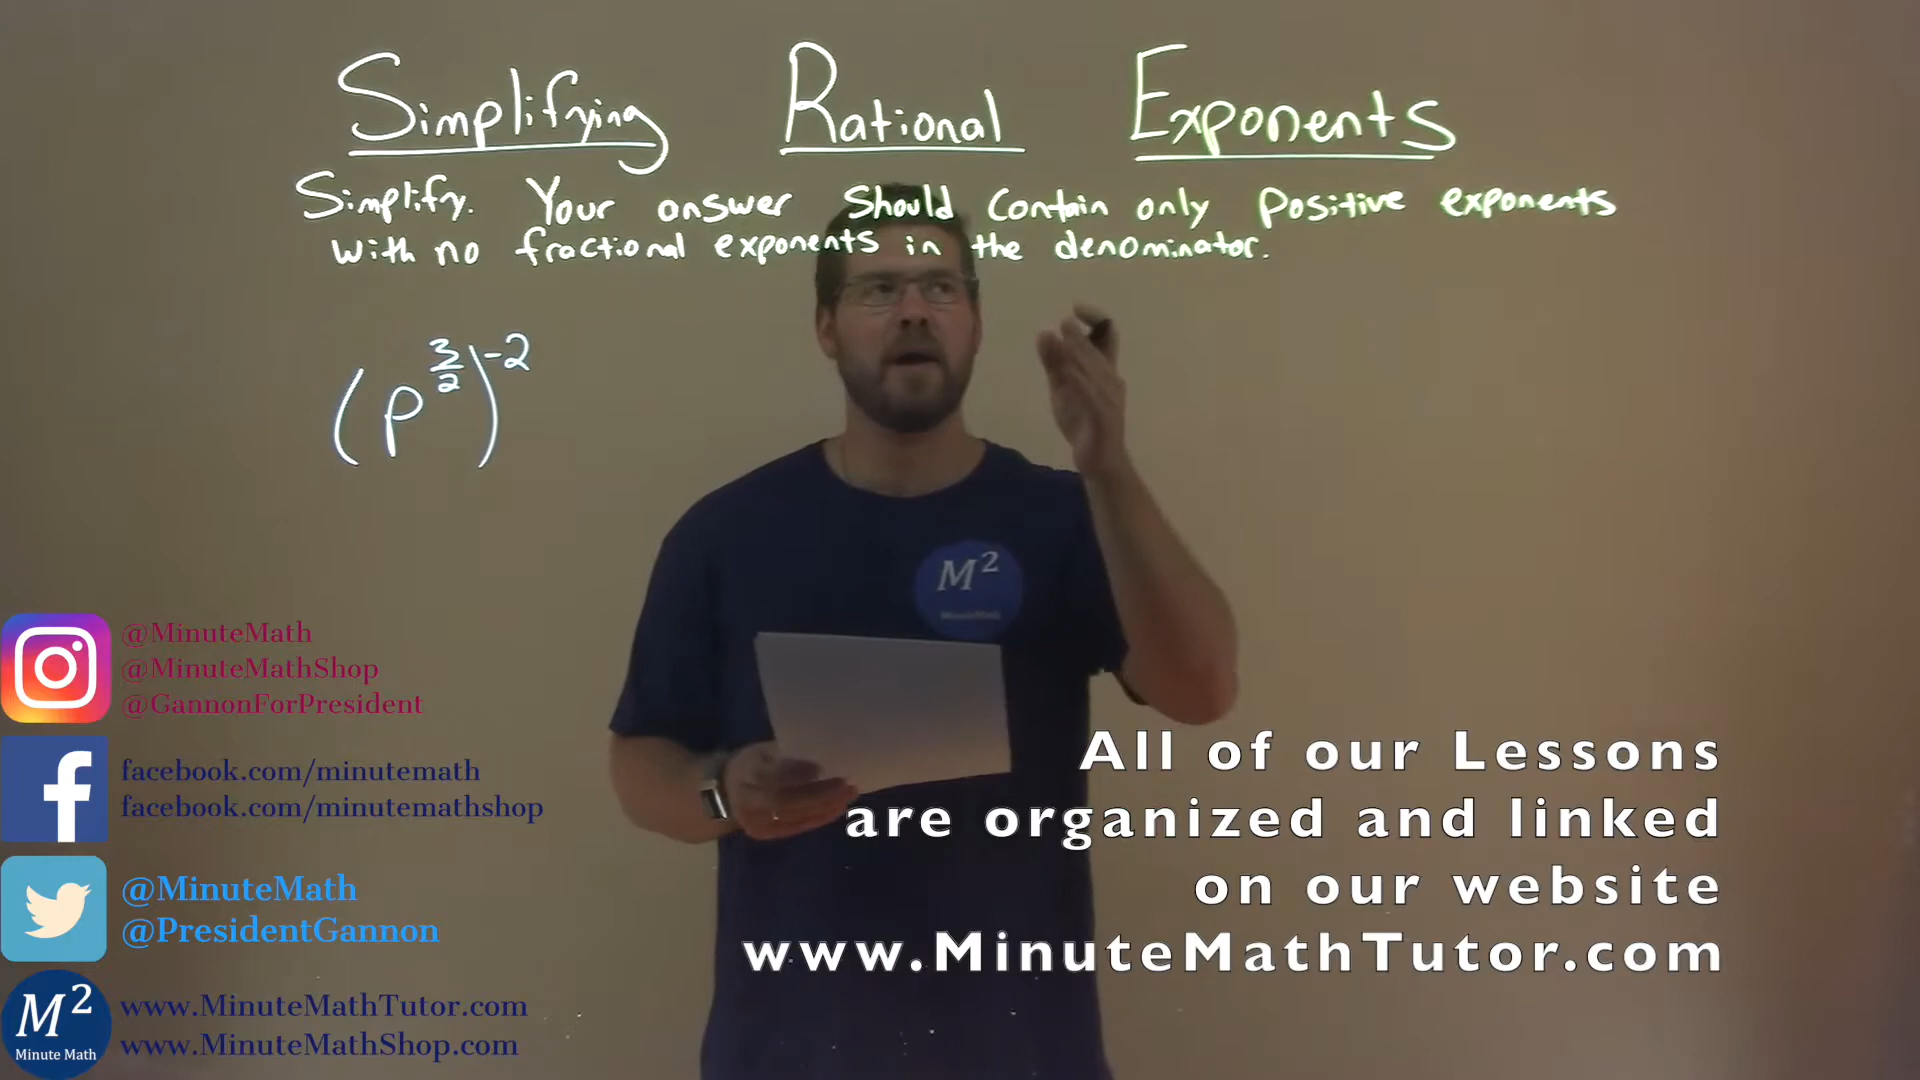 Simplifying Rational Exponents
Simplify. Your answer should contain only positive exponents
with no fractional exponents in the denominator.
(p^{3/2})^{-2}
M²
MinuteMath
@MinuteMath
@MinuteMathShop
@GannonForPresident
facebook.com/minutemath
facebook.com/minutemathshop
@MinuteMath
@PresidentGannon
M²
Minute Math
www.MinuteMathTutor.com
www.MinuteMathShop.com
All of our Lessons
are organized and linked
on our website
www.MinuteMathTutor.com